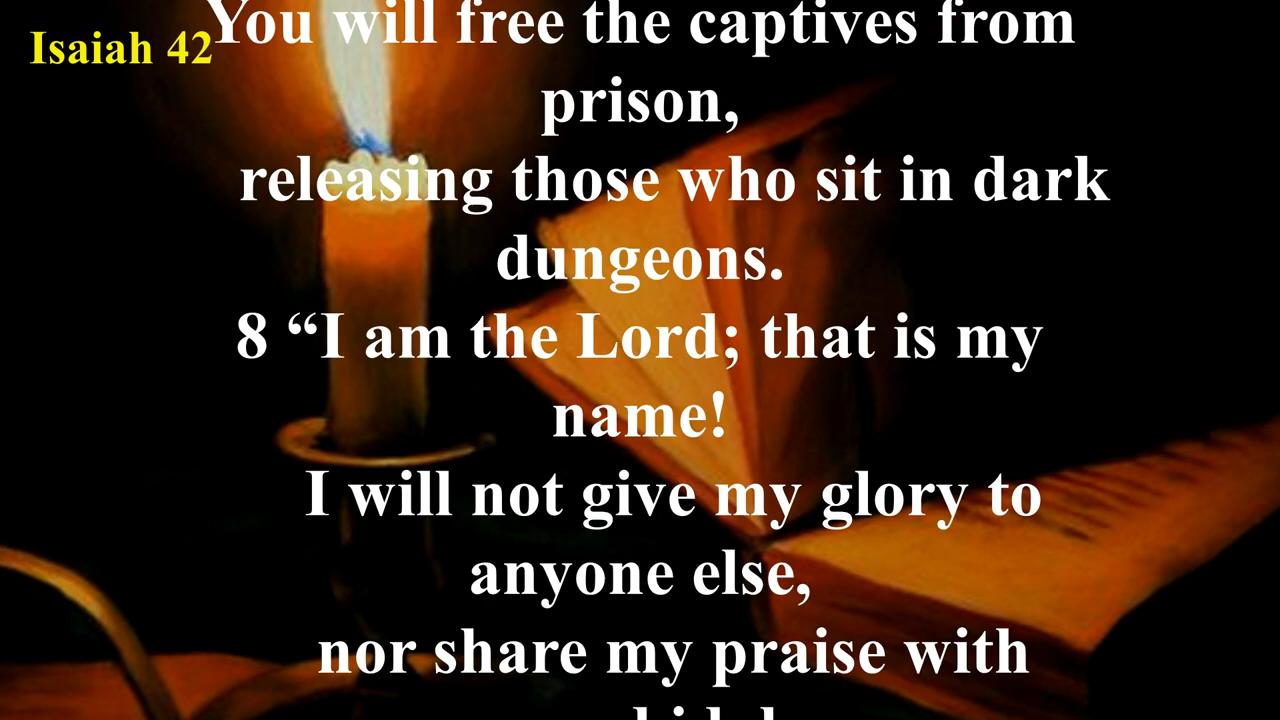 Isaiah 42
You will free the captives from
prison,
releasing those who sit in dark
dungeons.
8 “I am the Lord; that is my
name!
I will not give my glory to
anyone else,
nor share my praise with